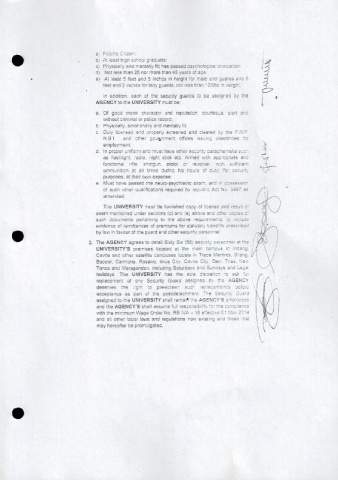 a) Filipino Citizen;
b) At least high school graduate;
c) Physically and mentally fit has passed psychological evaluation;
d) Not less than 25 nor more than 45 years of age
e) At least 5 feet and 5 inches in height for male and guards and 5
feet and 2 inches for lady guards; not less than 120lbs in weight;
In addition, each of the security guards to be assigned by the
AGENCY to the UNIVERSITY must be:
a. Of good moral character and reputation courteous, alert and
without criminal or police record;
b. Physically, emotionally and mentally fit
c. Duly licensed and properly screened and cleared by the P.N.P.
N.B.I. and other government offices issuing clearances for
employment.
d. In proper uniform and must have other security paraphernalia such
as flashlight, radio, night stick etc. Armed with appropriate and
functional rifle shotgun, pistol or revolver with sufficient
ammunition at all times during his hours of duty for security
purposes, at their own expense.
e. Must have passed the neuro-psychiatric exam, and in possession
of such other qualifications required by Republic Act No. 5487 as
amended.
The UNIVERSITY must be furnished copy of license and result of
exam mentioned under sections (c) and (e) above and other copies of
such documents pertaining to the above requirements, to include
evidence of remittances of premiums for statutory benefits prescribed
by law in favour of the guard and other security personnel.
2. The AGENCY agrees to detail Sixty Six (66) security personnel at the
UNIVERSITY'S premises located at the main campus in Indang,
Cavite and other satellite campuses located in Trece Martires, Silang,
Bacoor, Carmona, Rosario, Imus City, Cavite City, Gen. Trias, Naic,
Tanza and Maragondon, including Saturdays and Sundays and Legal
holidays. The UNIVERSITY has the sole discretion to ask for
replacement of any Security Guard assigned by the AGENCY
deserves the right to prescreen such replacements before
acceptance as part of the establishment. The Security Guard
assigned to the UNIVERSITY shall remain the AGENCY'S employees
and the AGENCY'S shall assume full responsibility for the compliance
with the minimum Wage Order No. RB IVA – 16 effective 01 May 2014
and all other labor laws and regulations now existing and those that
may hereafter be promulgated.